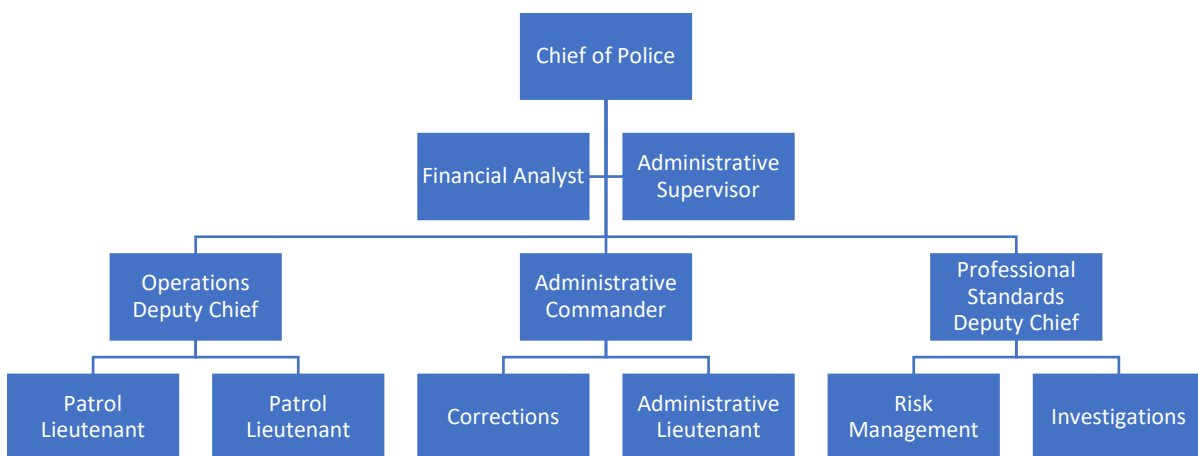 Chief of Police
Financial Analyst
Administrative
Supervisor
Operations
Deputy Chief
Administrative
Commander
Professional
Standards
Deputy Chief
Patrol
Lieutenant
Patrol
Lieutenant
Corrections
Administrative
Lieutenant
Risk
Management
Investigations